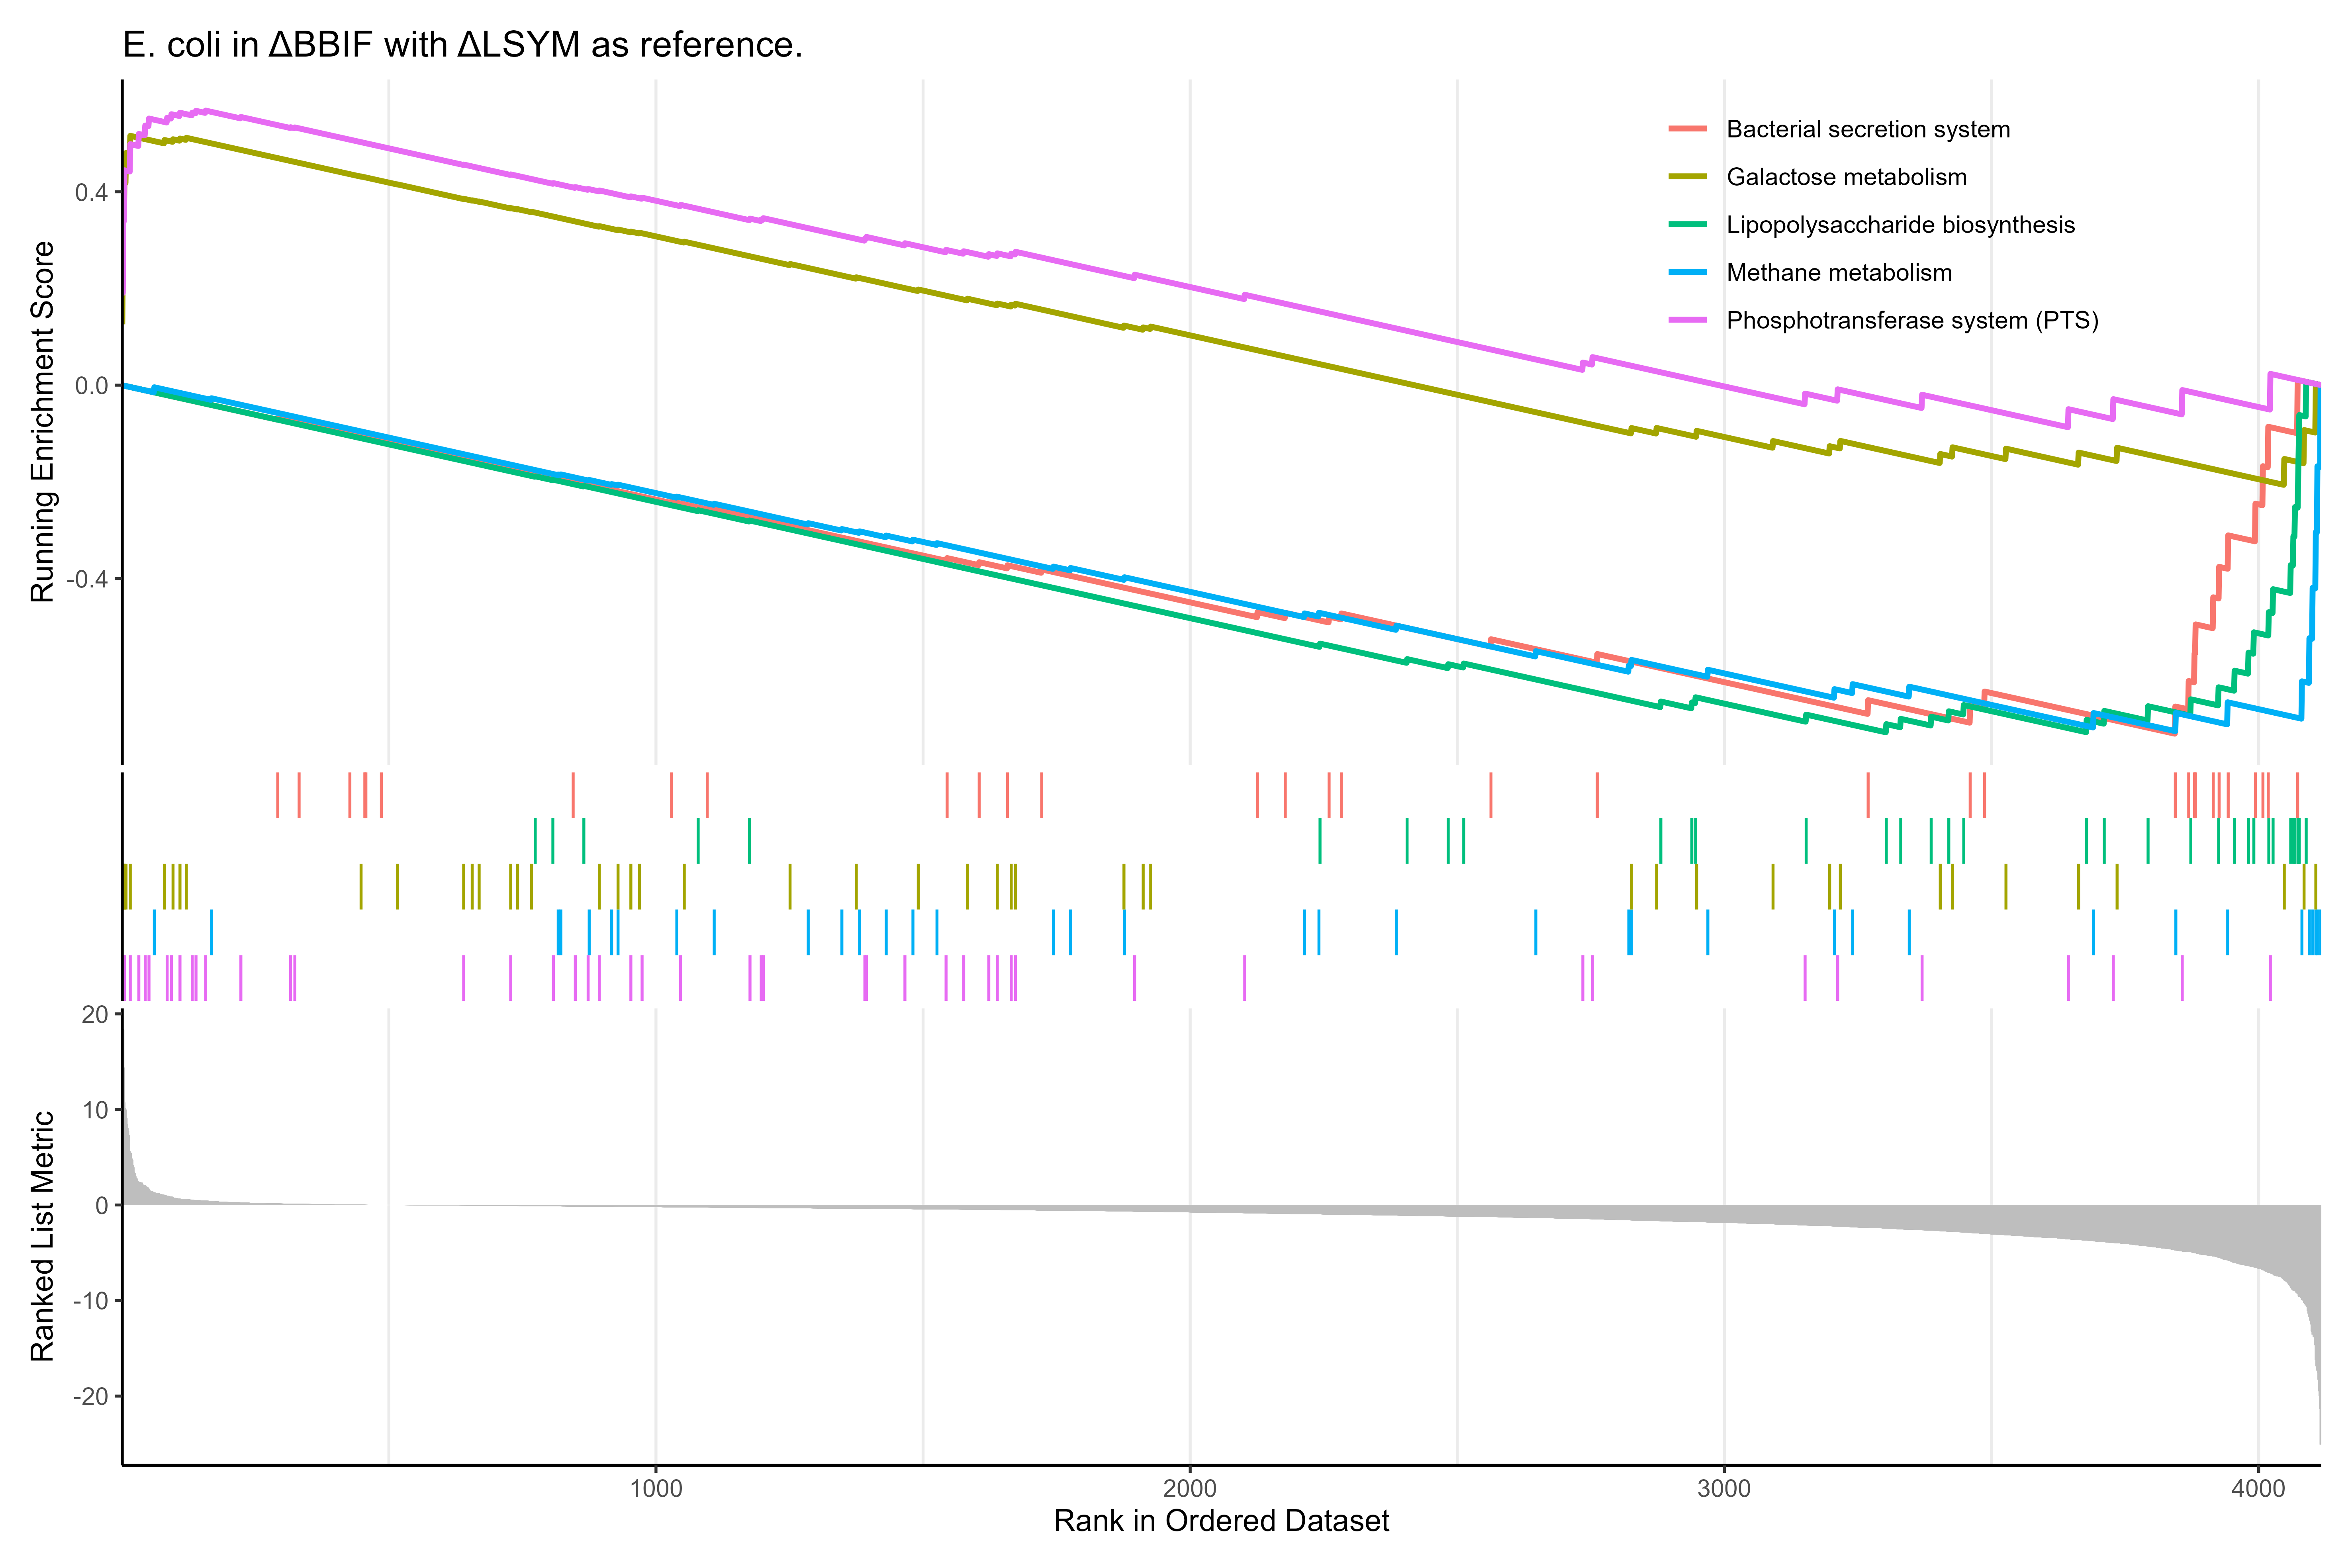 E. coli in ΔBBIF with ΔLSYM as reference.
Running Enrichment Score
0.4
0.0
-0.4
Bacterial secretion system
Galactose metabolism
Lipopolysaccharide biosynthesis
Methane metabolism
Phosphotransferase system (PTS)
Ranked List Metric
20
10
0
-10
-20
1000
2000
3000
4000
Rank in Ordered Dataset